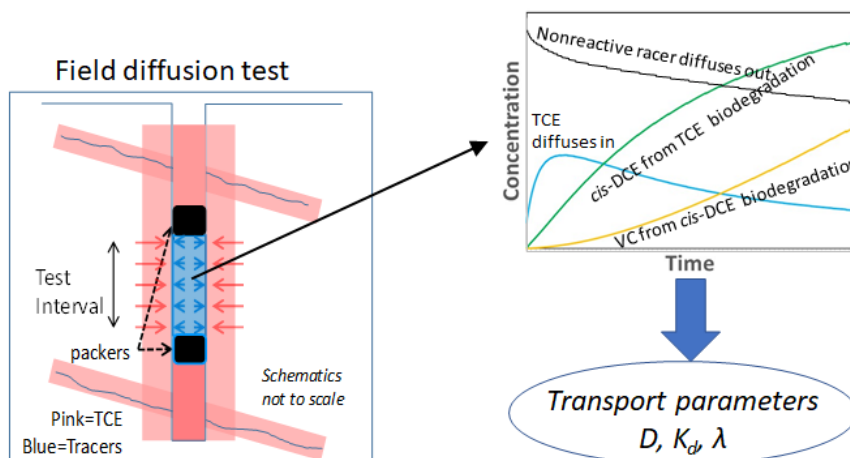 Field diffusion test
Test
Interval
packers
Schematics
not to scale
Pink=TCE
Blue=Tracers
Concentration
Nonreactive racer diffuses out
TCE
diffuses in
cis-DCE from TCE biodegradation
VC from cis-DCE biodegradation
Time
Transport parameters
D, Kd, λ